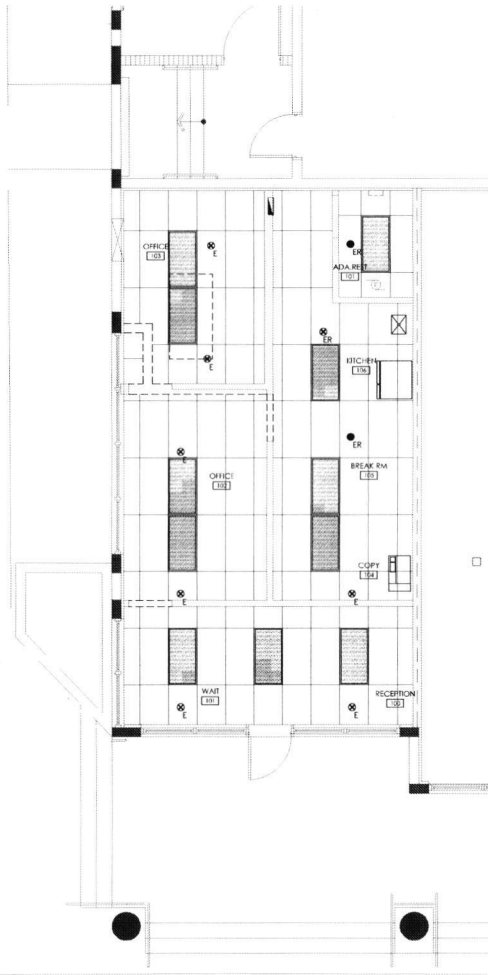 OFFICE
103
E
ER
ADA.REST
101
ER
KITCHEN
106
E
ER
E
BREAK RM
105
OFFICE
102
COPY
104
E
E
WAIT
101
RECEPTION
100
E
E